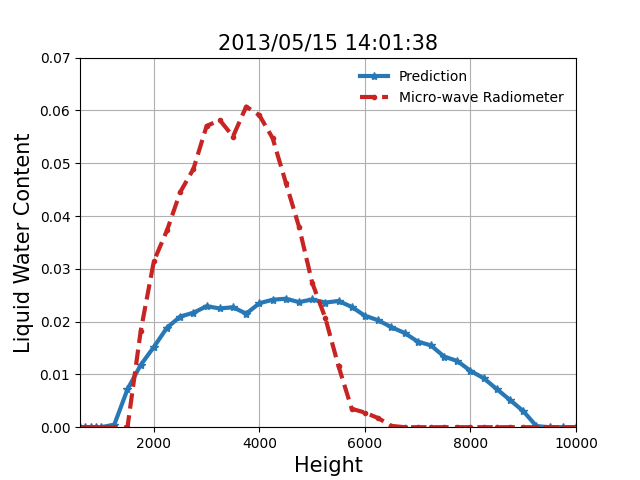 2013/05/15 14:01:38
0.07
0.06
0.05
0.04
0.03
0.02
0.01
0.00
Liquid Water Content
Prediction
Micro-wave Radiometer
2000 4000 6000 8000 10000
Height